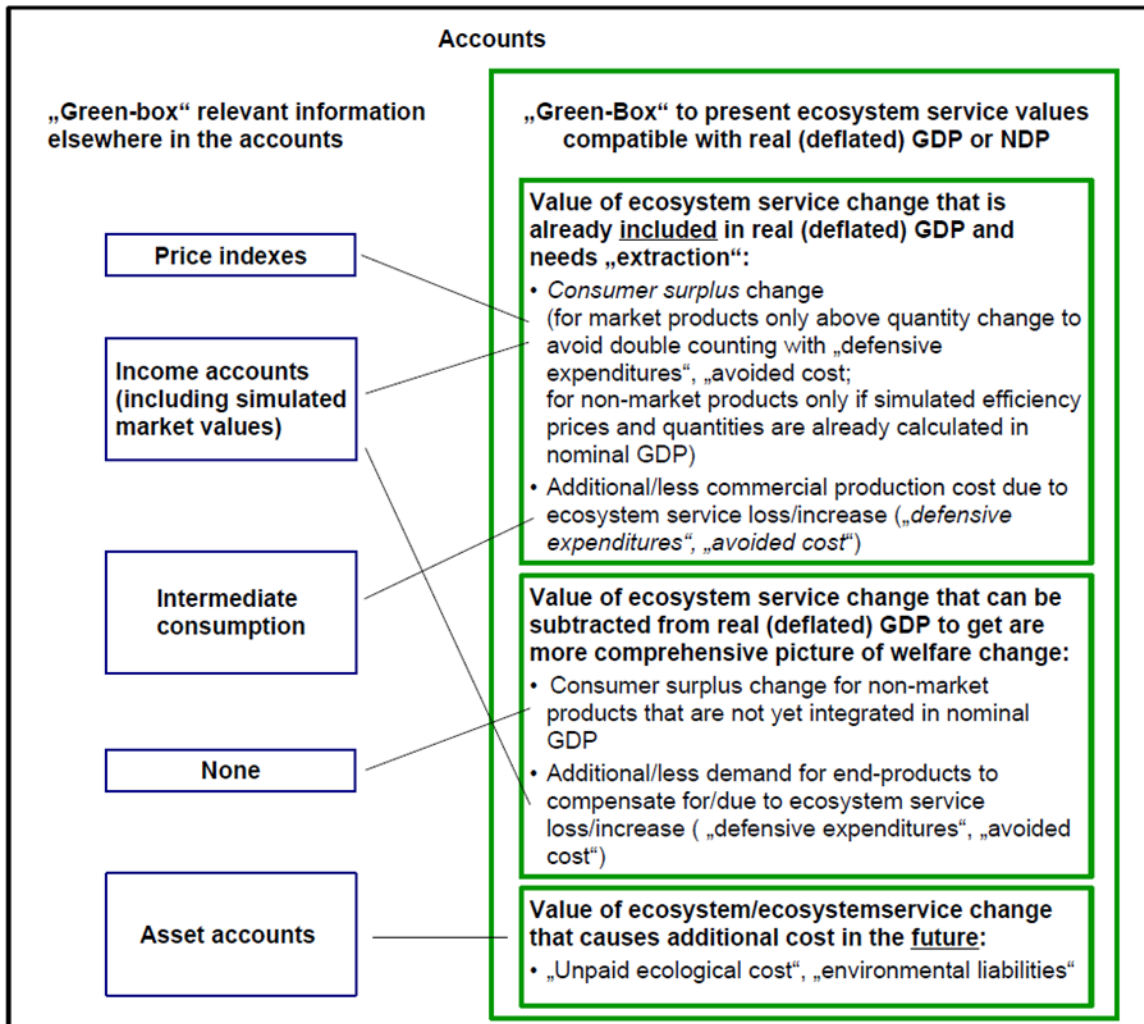 Accounts
„Green-box“ relevant information
elsewhere in the accounts
Price indexes
Income accounts
(including simulated
market values)
Intermediate
consumption
None
Asset accounts
„Green-Box“ to present ecosystem service values
compatible with real (deflated) GDP or NDP
Value of ecosystem service change that is
already included in real (deflated) GDP and
needs „extraction“:
• Consumer surplus change
(for market products only above quantity change to
avoid double counting with „defensive
expenditures“, „avoided cost;
for non-market products only if simulated efficiency
prices and quantities are already calculated in
nominal GDP)
• Additional/less commercial production cost due to
ecosystem service loss/increase („defensive
expenditures“, „avoided cost“)
Value of ecosystem service change that can be
subtracted from real (deflated) GDP to get are
more comprehensive picture of welfare change:
• Consumer surplus change for non-market
products that are not yet integrated in nominal
GDP
• Additional/less demand for end-products to
compensate for/due to ecosystem service
loss/increase ( „defensive expenditures“, „avoided
cost“)
Value of ecosystem/ecosystemservice change
that causes additional cost in the future:
• „Unpaid ecological cost“, „environmental liabilities“